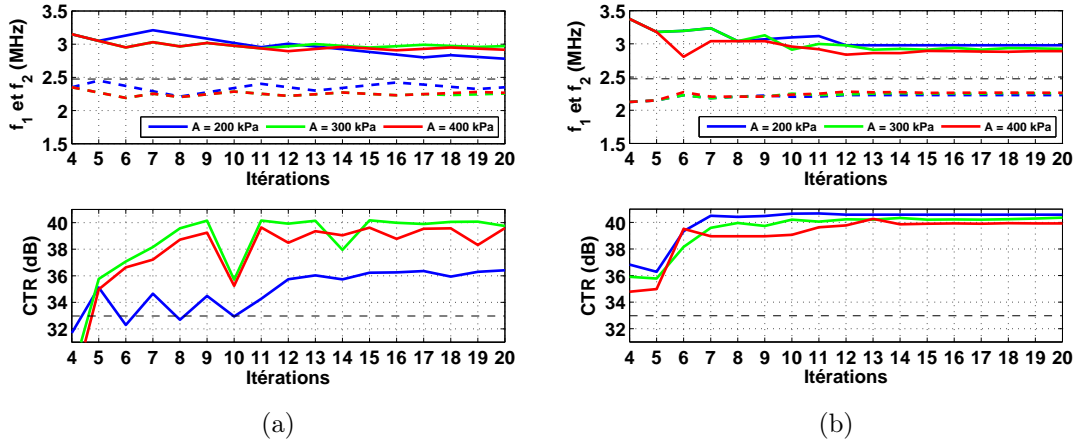 3.5
3
2.5
2
1.5
f1 et f2 (MHz)
A = 200 kPa A = 300 kPa A = 400 kPa
4 5 6 7 8 9 10 11 12 13 14 15 16 17 18 19 20
Itérations
40
38
36
34
32
CTR (dB)
4 5 6 7 8 9 10 11 12 13 14 15 16 17 18 19 20
Itérations
(a)
3.5
3
2.5
2
1.5
f1 et f2 (MHz)
A = 200 kPa A = 300 kPa A = 400 kPa
4 5 6 7 8 9 10 11 12 13 14 15 16 17 18 19 20
Itérations
40
38
36
34
32
CTR (dB)
4 5 6 7 8 9 10 11 12 13 14 15 16 17 18 19 20
Itérations
(b)